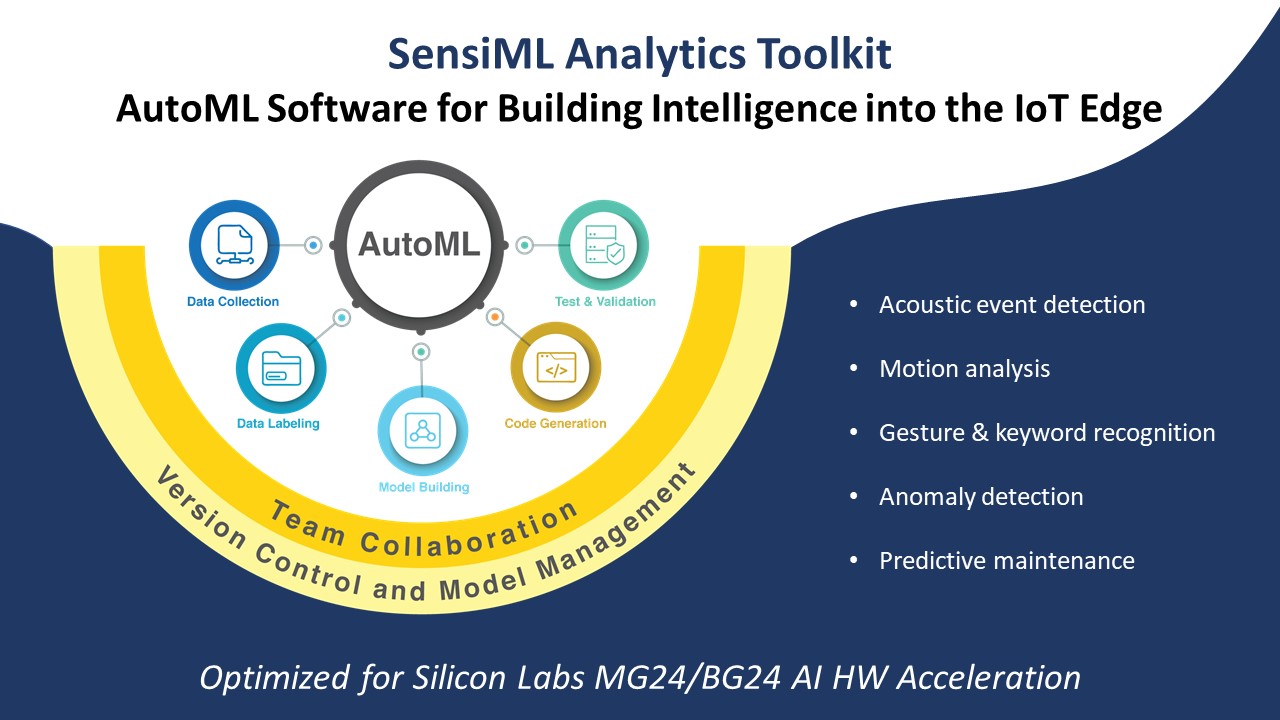 SensiML Analytics Toolkit
AutoML Software for Building Intelligence into the IoT Edge
AutoML
Data Collection
Test & Validation
Data Labeling
Code Generation
</>
Model Building
Team Collaboration
Version Control and Model Management
• Acoustic event detection
• Motion analysis
• Gesture & keyword recognition
• Anomaly detection
• Predictive maintenance
Optimized for Silicon Labs MG24/BG24 AI HW Acceleration